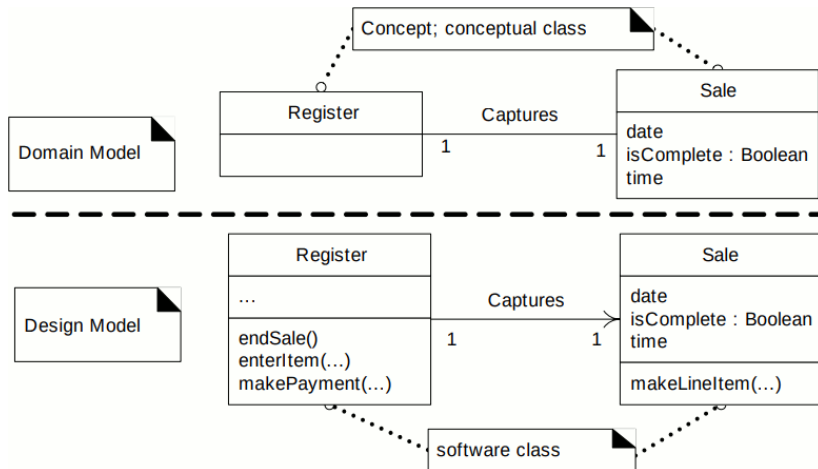 Concept; conceptual class
Register
Captures
1
1
Sale
date
isComplete : Boolean
time
Domain Model
Design Model
Register
...
endSale()
enterItem(...)
makePayment(...)
Captures
1
1
Sale
date
isComplete : Boolean
time
makeLineItem(...)
software class